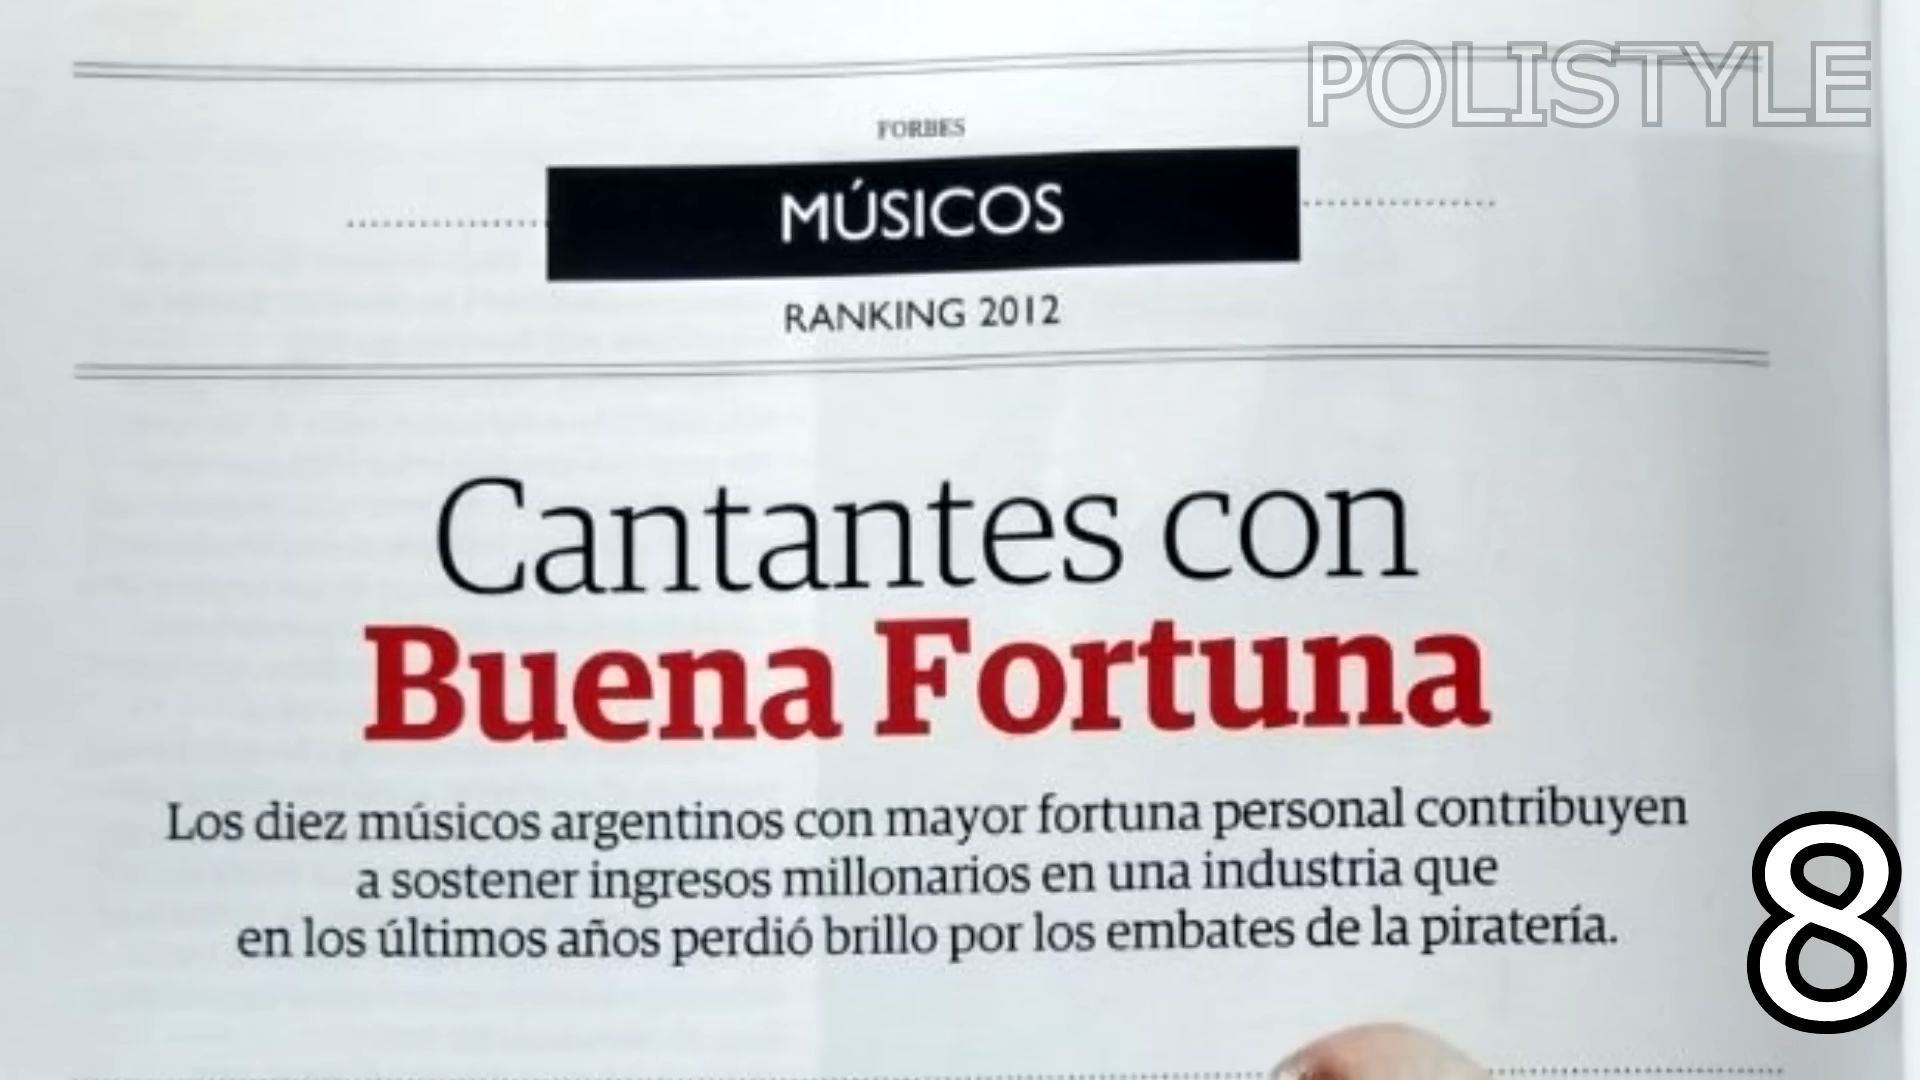 POLISTYLE
FORBES
MÚSICOS
RANKING 2012
Cantantes con
Buena Fortuna
Los diez músicos argentinos con mayor fortuna personal contribuyen
a sostener ingresos millonarios en una industria que
en los últimos años perdió brillo por los embates de la piratería.
8